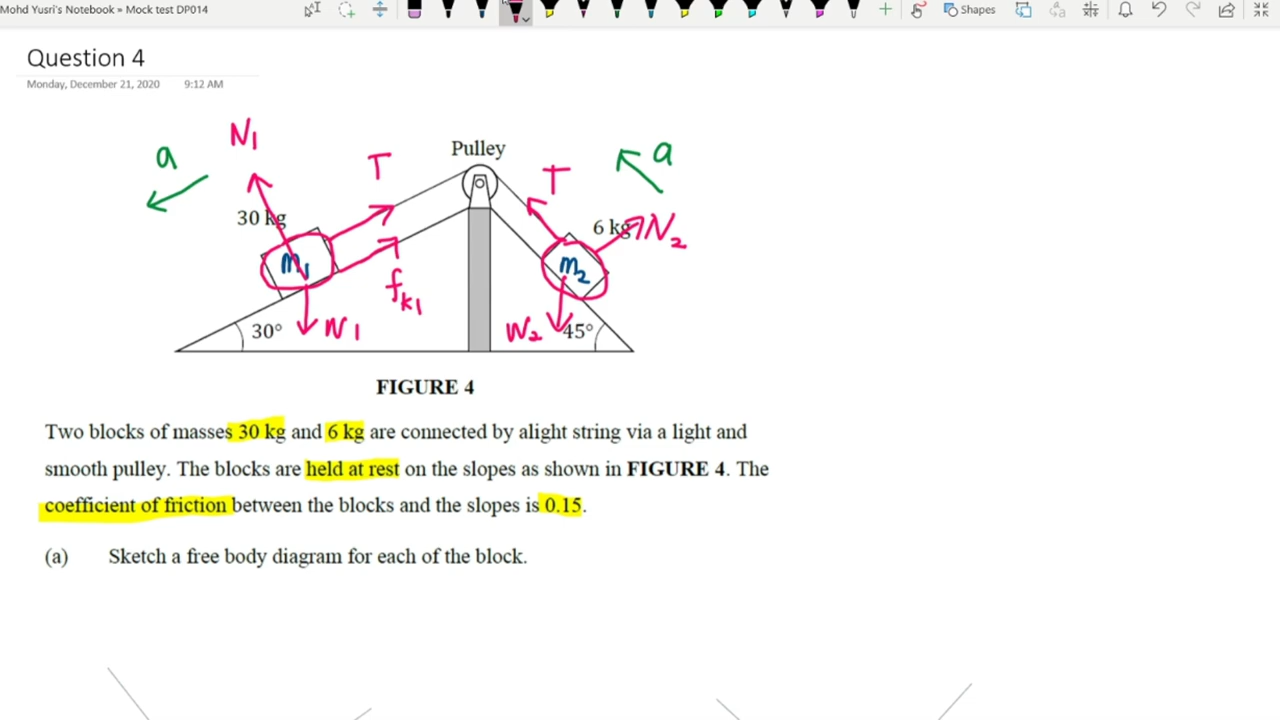 Mohd Yusri's Notebook » Mock test DP014
Shapes
Question 4
Monday, December 21, 2020 9:12 AM
a
N1
T
Pulley
T
a
30 kg
6 kg
N2
m1
m2
fk1
30°
W1
W2
45°
FIGURE 4
Two blocks of masses 30 kg and 6 kg are connected by alight string via a light and
smooth pulley. The blocks are held at rest on the slopes as shown in FIGURE 4. The
coefficient of friction between the blocks and the slopes is 0.15.
(a) Sketch a free body diagram for each of the block.